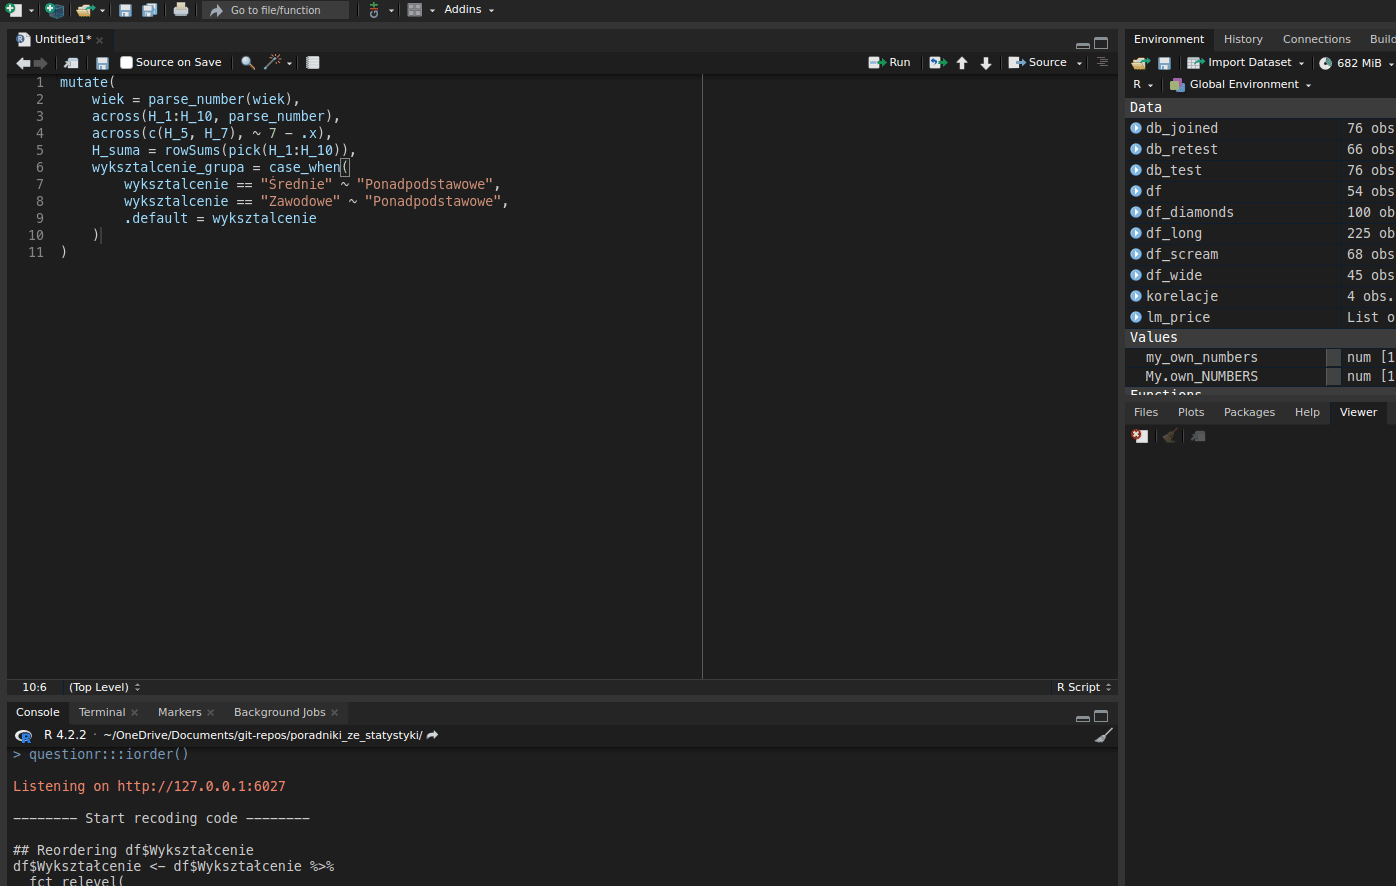 Go to file/function
Addins
Untitled1*
Source on Save
Run
Source
1 mutate(
2 wiek = parse_number(wiek),
3 across(H_1:H_10, parse_number),
4 across(c(H_5, H_7), ~ 7 - .x),
5 H_suma = rowSums(pick(H_1:H_10)),
6 wyksztalcenie_grupa = case_when(
7 wyksztalcenie == "Średnie" ~ "Ponadpodstawowe",
8 wyksztalcenie == "Zawodowe" ~ "Ponadpodstawowe",
9 .default = wyksztalcenie
10 )
11 )
10:6 (Top Level) R Script
Console Terminal Markers Background Jobs
R 4.2.2 · ~/OneDrive/Documents/git-repos/poradniki_ze_statystyki/
> questionr:::iorder()
Listening on http://127.0.0.1:6027
-------- Start recoding code --------
## Reordering df$Wykształcenie
df$Wykształcenie <- df$Wykształcenie %>%
fct_relevel(
Environment History Connections Build
Import Dataset 682 MiB
R Global Environment
Data
db_joined 76 obs
db_retest 66 obs
db_test 76 obs
df 54 obs
df_diamonds 100 ob
df_long 225 ob
df_scream 68 obs
df_wide 45 obs
korelacje 4 obs.
lm_price List o
Values
my_own_numbers num [1
My.own_NUMBERS num [1
Functions
Files Plots Packages Help Viewer